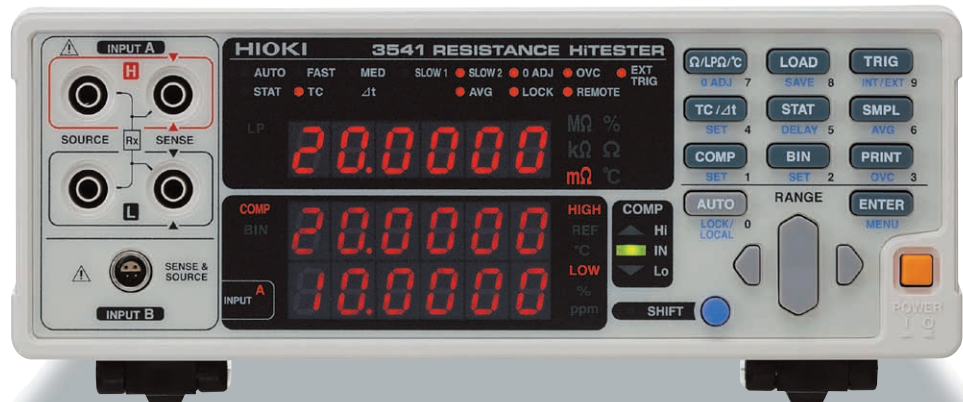 INPUT A
H
SOURCE
Rx
SENSE
L
SENSE & SOURCE
INPUT B
HIOKI 3541 RESISTANCE HiTESTER
AUTO FAST MED SLOW 1 SLOW 2 0 ADJ OVC EXT TRIG
STAT TC Δt AVG LOCK REMOTE
LP
20.0000
MΩ %
kΩ Ω
mΩ °C
COMP
BIN
20.0000
HIGH
REF
°C
10.0000
LOW
%
ppm
INPUT A
COMP
Hi
IN
Lo
SHIFT
Ω/LPΩ/°C LOAD TRIG
0 ADJ 7 SAVE 8 INT/EXT 9
TC/Δt STAT SMPL
SET 4 DELAY 5 AVG 6
COMP BIN PRINT
SET 1 SET 2 OVC 3
AUTO RANGE ENTER
LOCK/LOCAL 0 MENU
POWER